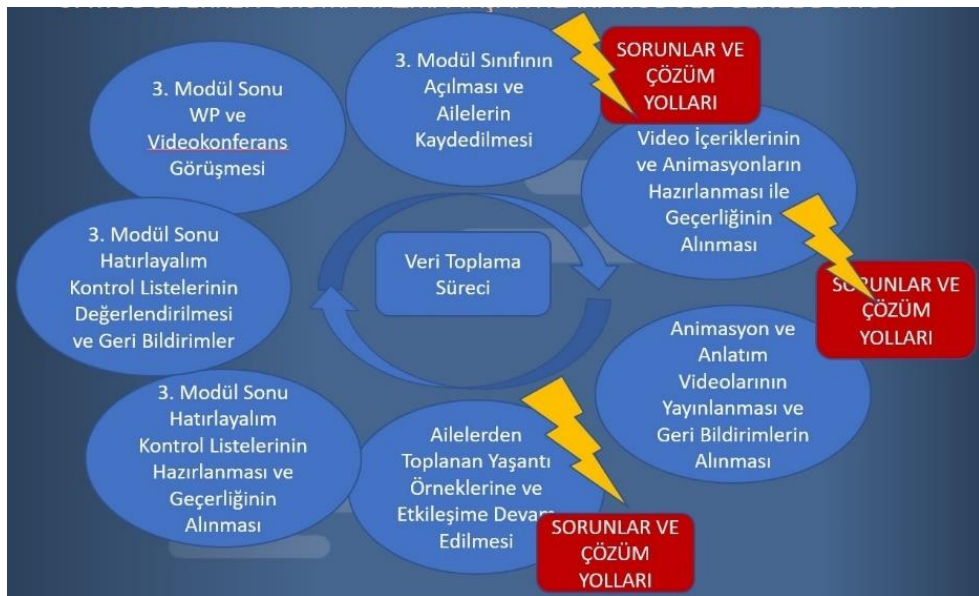 3. Modül Sınıfının
Açılması ve
Ailelerin
Kaydedilmesi
SORUNLAR VE
ÇÖZÜM
YOLLARI
Video İçeriklerinin
ve Animasyonların
Hazırlanması ile
Geçerliğinin
Alınması
SORUNLAR VE
ÇÖZÜM
YOLLARI
Animasyon ve
Anlatım
Videolarının
Yayınlanması ve
Geri Bildirimlerin
Alınması
Ailelerden
Toplanan Yaşantı
Örneklerine ve
Etkileşime Devam
Edilmesi
SORUNLAR VE
ÇÖZÜM
YOLLARI
3. Modül Sonu
Hatırlayalım
Kontrol Listelerinin
Hazırlanması ve
Geçerliğinin
Alınması
3. Modül Sonu
Hatırlayalım
Kontrol Listelerinin
Değerlendirilmesi
ve Geri Bildirimler
3. Modül Sonu
WP ve
Videokonferans
Görüşmesi
Veri Toplama
Süreci